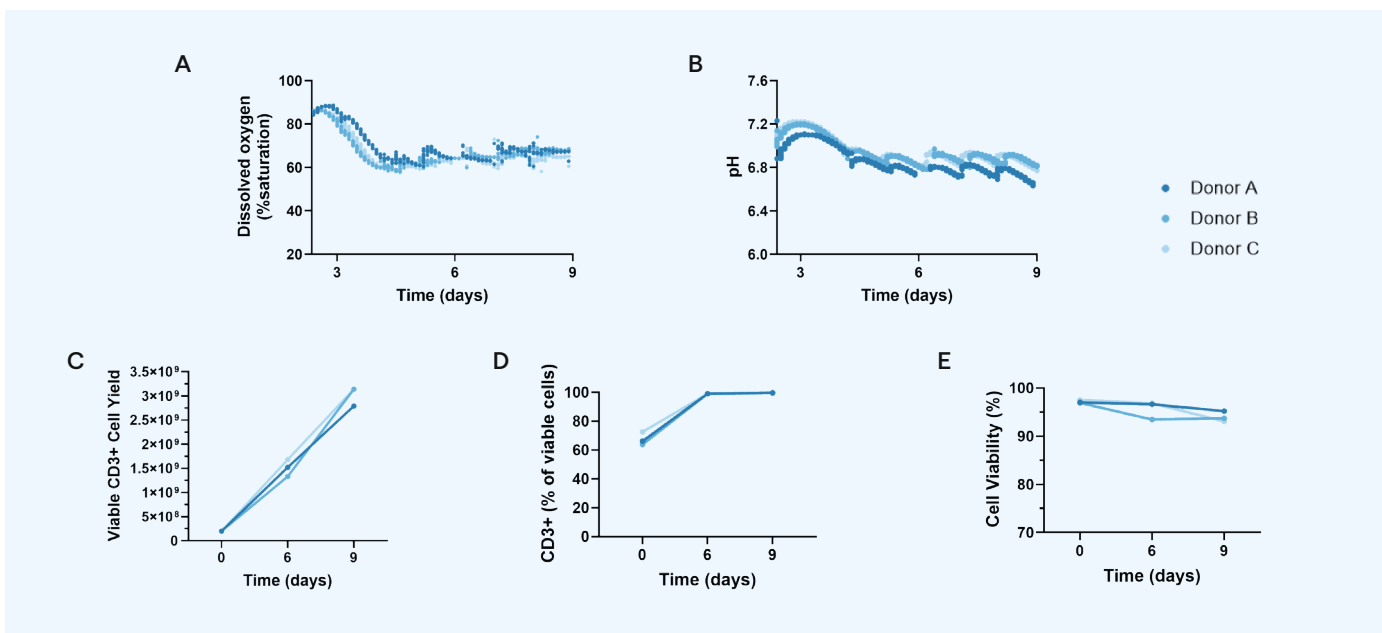 A
Dissolved oxygen
(%saturation)
100
80
60
40
20
3 6 9
Time (days)
B
pH
7.6
7.2
6.8
6.4
6.0
3 6 9
Time (days)
Donor A
Donor B
Donor C
C
Viable CD3+ Cell Yield
3.5×10⁹
3×10⁹
2.5×10⁹
2×10⁹
1.5×10⁹
1×10⁹
5×10⁸
0
0 6 9
Time (days)
D
CD3+ (% of viable cells)
100
80
60
40
20
0
0 6 9
Time (days)
E
Cell Viability (%)
100
90
80
70
0 6 9
Time (days)